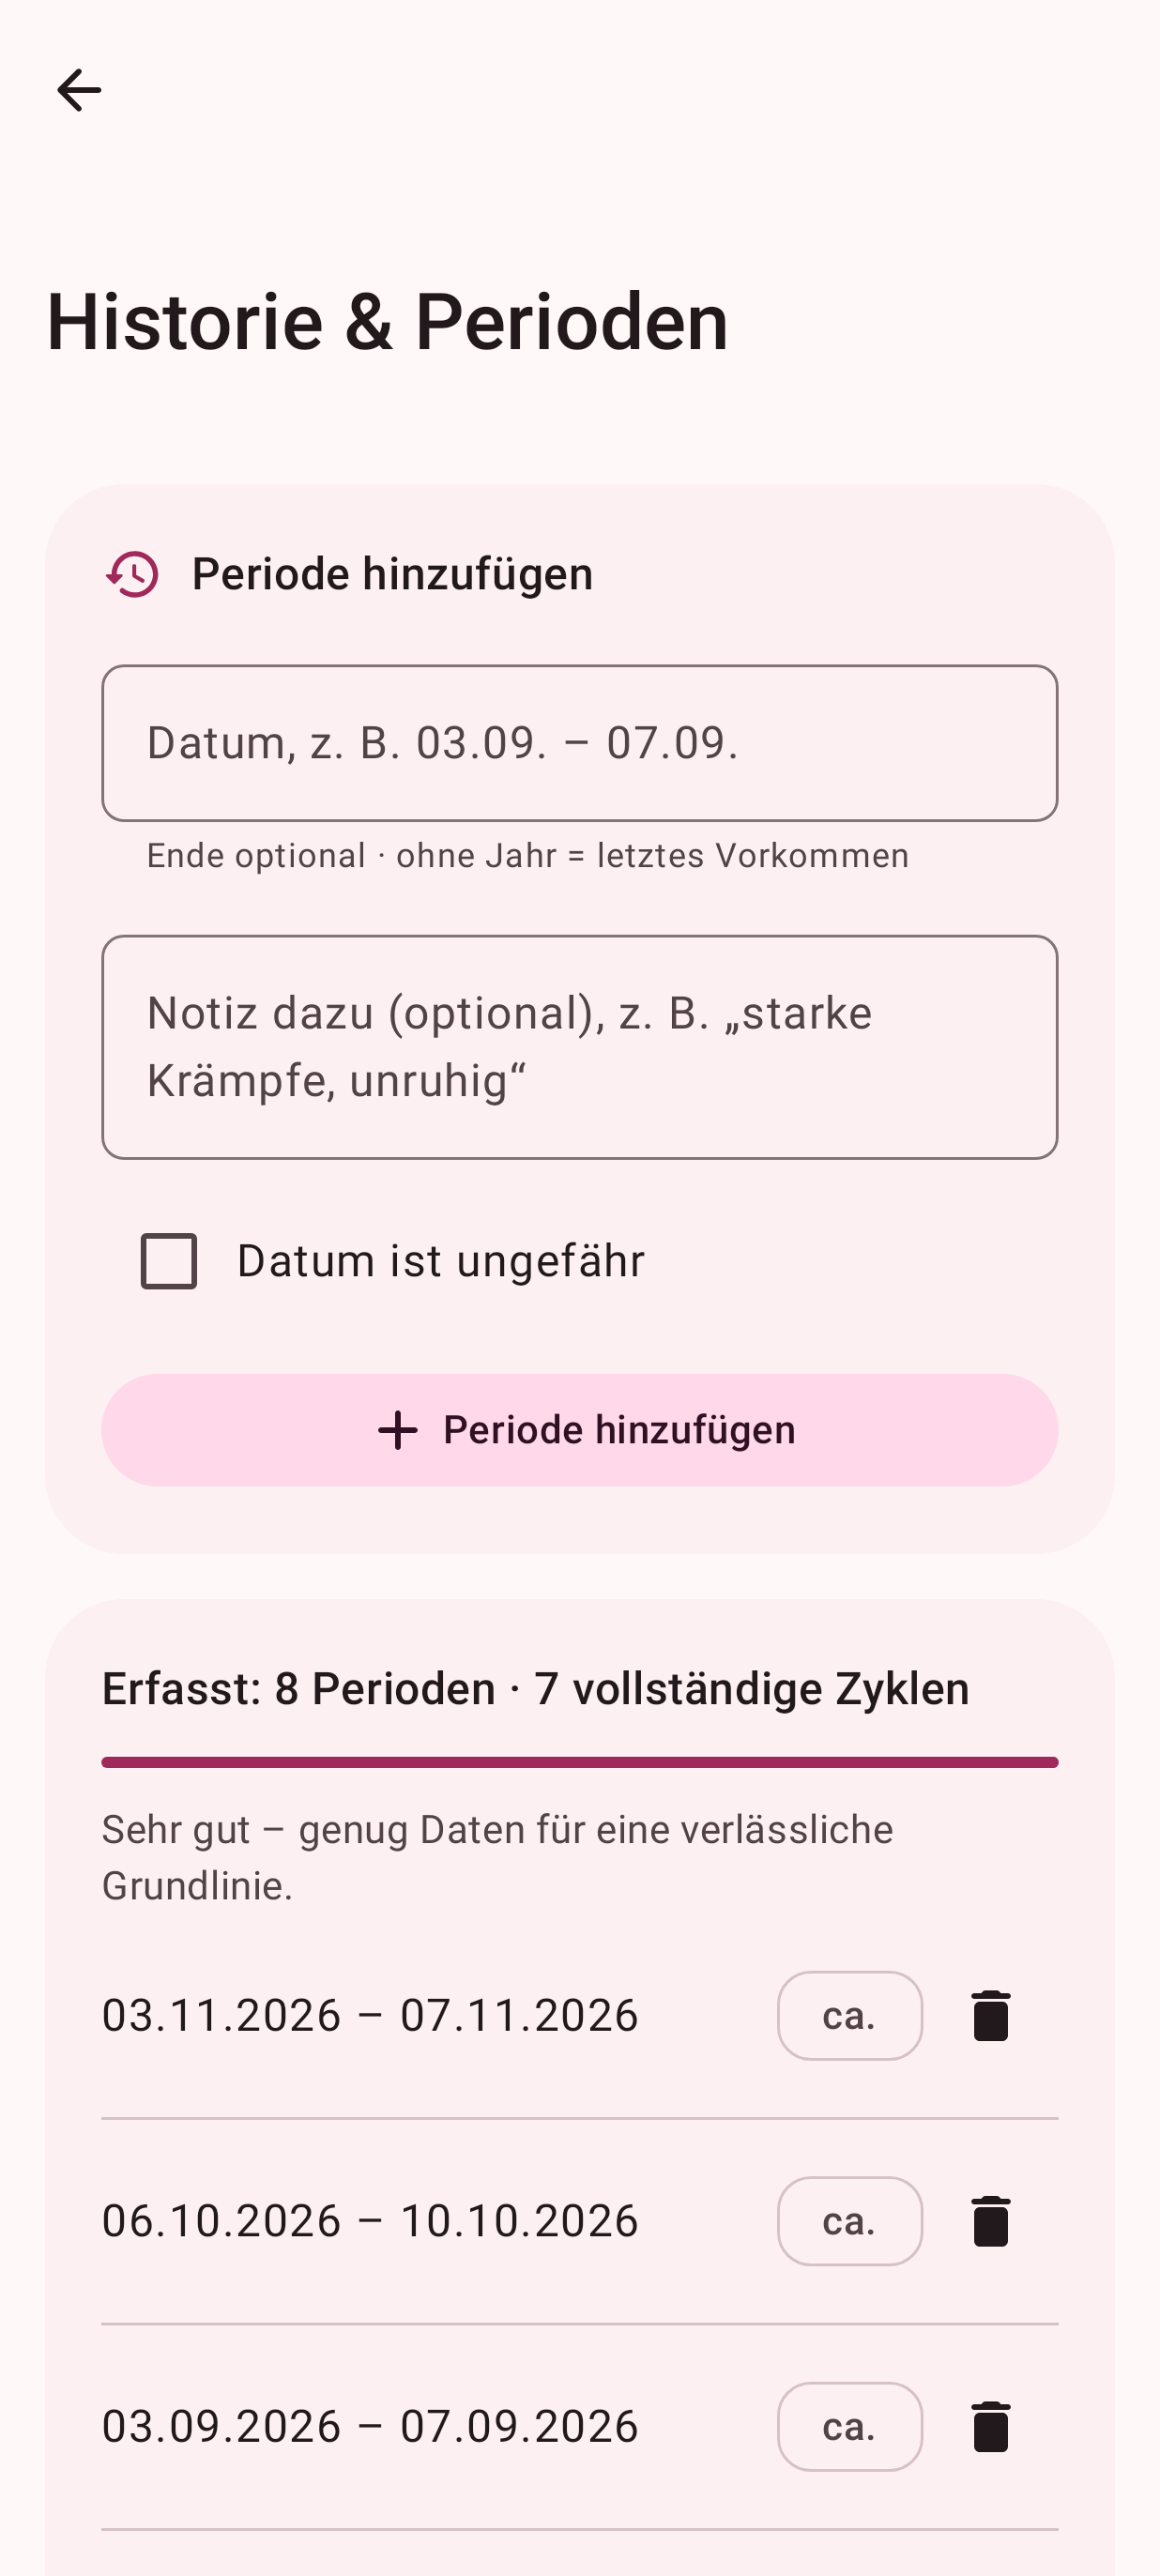 Historie & Perioden
Periode hinzufügen
Datum, z. B. 03.09. – 07.09.
Ende optional · ohne Jahr = letztes Vorkommen
Notiz dazu (optional), z. B. „starke
Krämpfe, unruhig“
Datum ist ungefähr
Periode hinzufügen
Erfasst: 8 Perioden · 7 vollständige Zyklen
Sehr gut – genug Daten für eine verlässliche
Grundlinie.
03.11.2026 – 07.11.2026 ca.
06.10.2026 – 10.10.2026 ca.
03.09.2026 – 07.09.2026 ca.